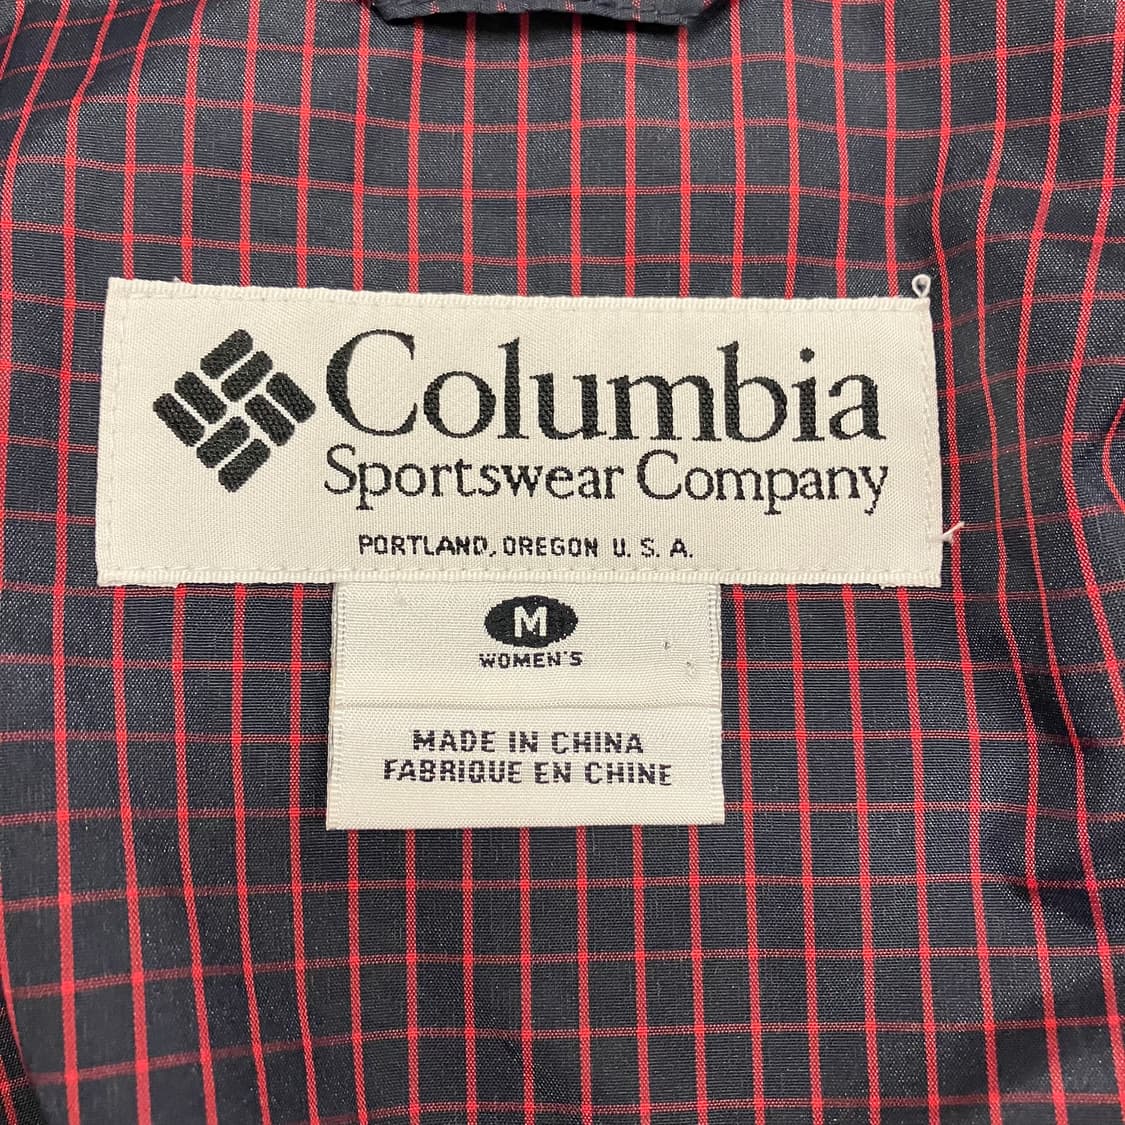 Columbia
Sportswear Company
PORTLAND, OREGON U. S. A.
M
WOMEN'S
MADE IN CHINA
FABRIQUE EN CHINE